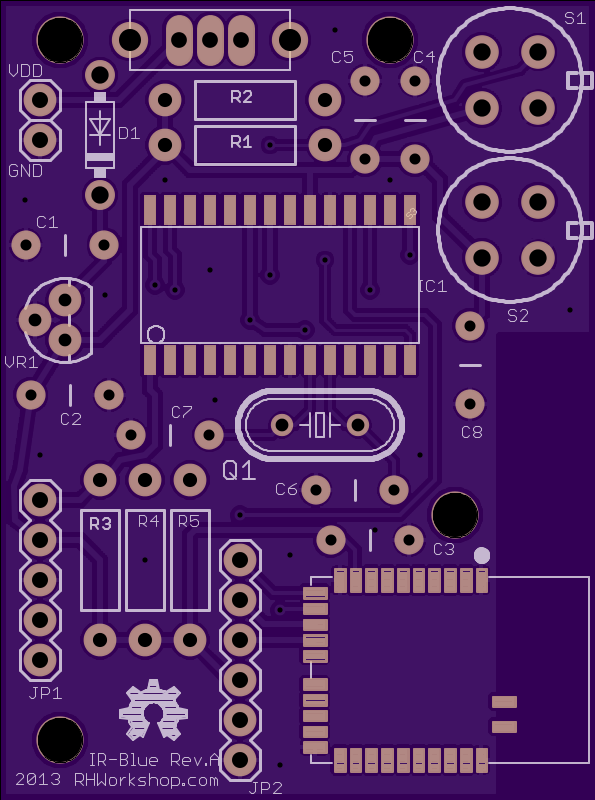 S1
C5
C4
VDD
R2
D1
R1
GND
C1
IC1
S2
VR1
C2
C7
C8
Q1
C6
R3
R4
R5
C3
JP1
IR-Blue Rev.A
2013 RHWorkshop.com
JP2